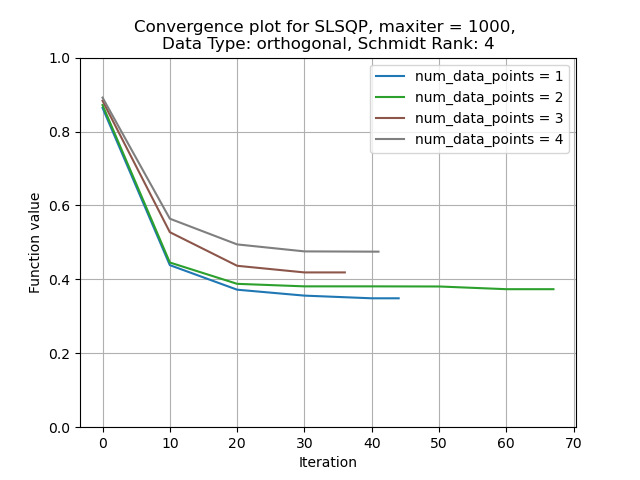 Convergence plot for SLSQP, maxiter = 1000,
Data Type: orthogonal, Schmidt Rank: 4
num_data_points = 1
num_data_points = 2
num_data_points = 3
num_data_points = 4
Function value
1.0
0.8
0.6
0.4
0.2
0.0
0 10 20 30 40 50 60 70
Iteration